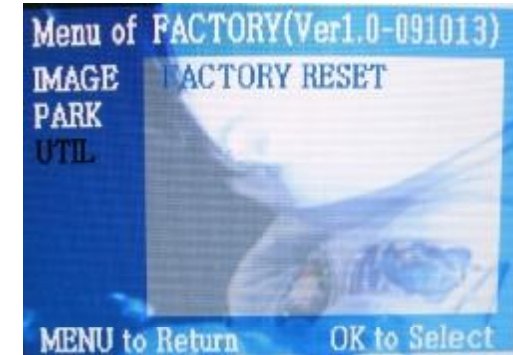 Menu of FACTORY(Ver1.0-091013)
IMAGE
FACTORY RESET
PARK
UTIL
MENU to Return
OK to Select